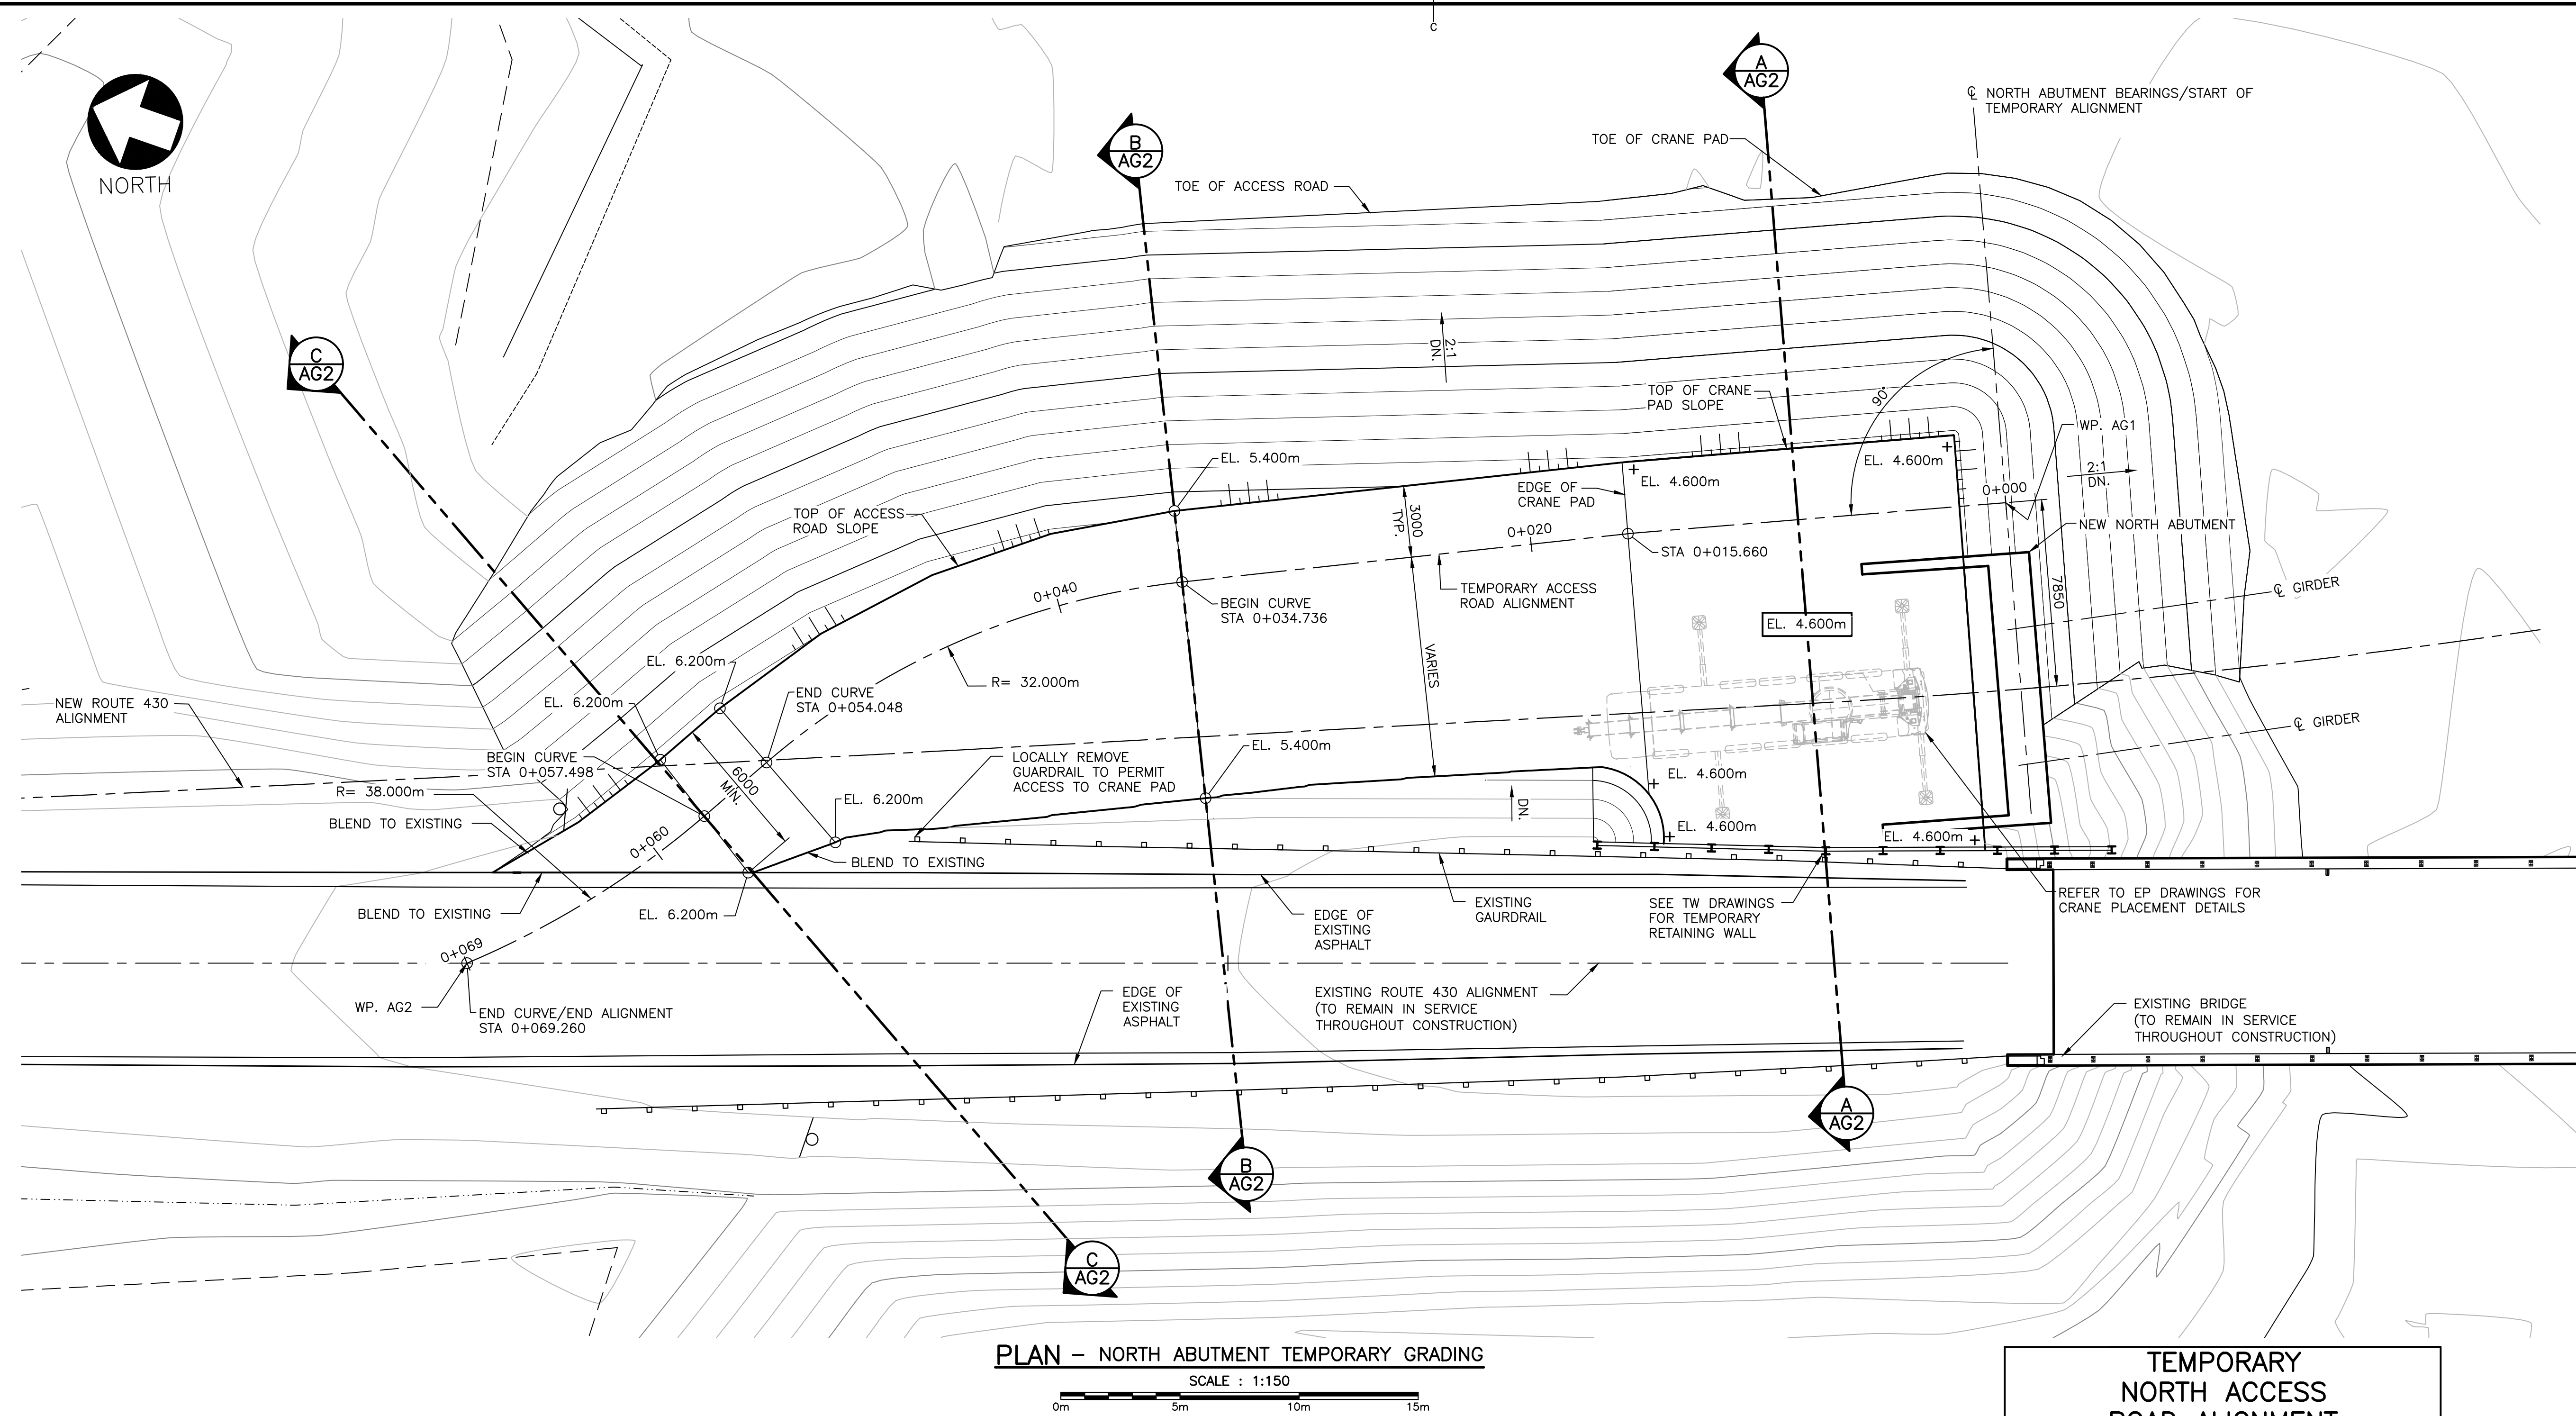 C
A
AG2
℄ NORTH ABUTMENT BEARINGS/START OF
TEMPORARY ALIGNMENT
NORTH
B
AG2
TOE OF CRANE PAD
TOE OF ACCESS ROAD
C
AG2
2:1
DN.
TOP OF CRANE
PAD SLOPE
90°
WP. AG1
EL. 5.400m
EL. 4.600m
2:1
DN.
EDGE OF
CRANE PAD
EL. 4.600m
0+000
TOP OF ACCESS
ROAD SLOPE
3000
TYP.
0+020
NEW NORTH ABUTMENT
STA 0+015.660
0+040
TEMPORARY ACCESS
ROAD ALIGNMENT
7850
℄ GIRDER
BEGIN CURVE
STA 0+034.736
EL. 4.600m
EL. 6.200m
VARIES
R= 32.000m
END CURVE
STA 0+054.048
EL. 6.200m
NEW ROUTE 430
ALIGNMENT
℄ GIRDER
EL. 5.400m
BEGIN CURVE
STA 0+057.498
LOCALLY REMOVE
GUARDRAIL TO PERMIT
ACCESS TO CRANE PAD
6000
MIN.
EL. 4.600m
R= 38.000m
EL. 6.200m
DN.
BLEND TO EXISTING
EL. 4.600m
EL. 4.600m
0+060
BLEND TO EXISTING
REFER TO EP DRAWINGS FOR
CRANE PLACEMENT DETAILS
BLEND TO EXISTING
EL. 6.200m
EDGE OF
EXISTING
ASPHALT
EXISTING
GAURDRAIL
SEE TW DRAWINGS
FOR TEMPORARY
RETAINING WALL
0+069
WP. AG2
END CURVE/END ALIGNMENT
STA 0+069.260
EDGE OF
EXISTING
ASPHALT
EXISTING ROUTE 430 ALIGNMENT
(TO REMAIN IN SERVICE
THROUGHOUT CONSTRUCTION)
EXISTING BRIDGE
(TO REMAIN IN SERVICE
THROUGHOUT CONSTRUCTION)
A
AG2
B
AG2
C
AG2
PLAN – NORTH ABUTMENT TEMPORARY GRADING
SCALE : 1:150
0m 5m 10m 15m
TEMPORARY
NORTH ACCESS
ROAD ALIGNMENT